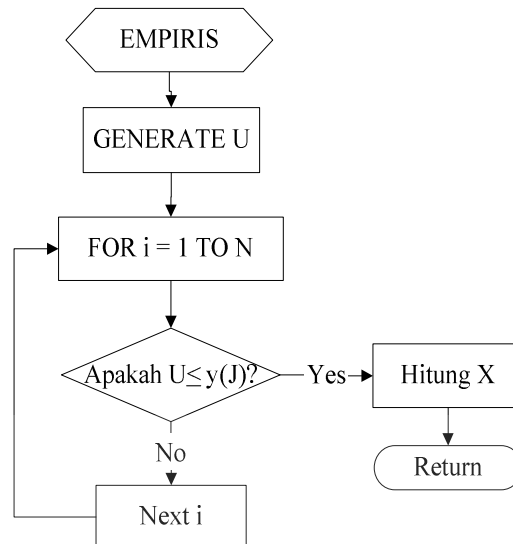 EMPIRIS
GENERATE U
FOR i = 1 TO N
Apakah U≤ y(J)?
Yes
Hitung X
No
Return
Next i